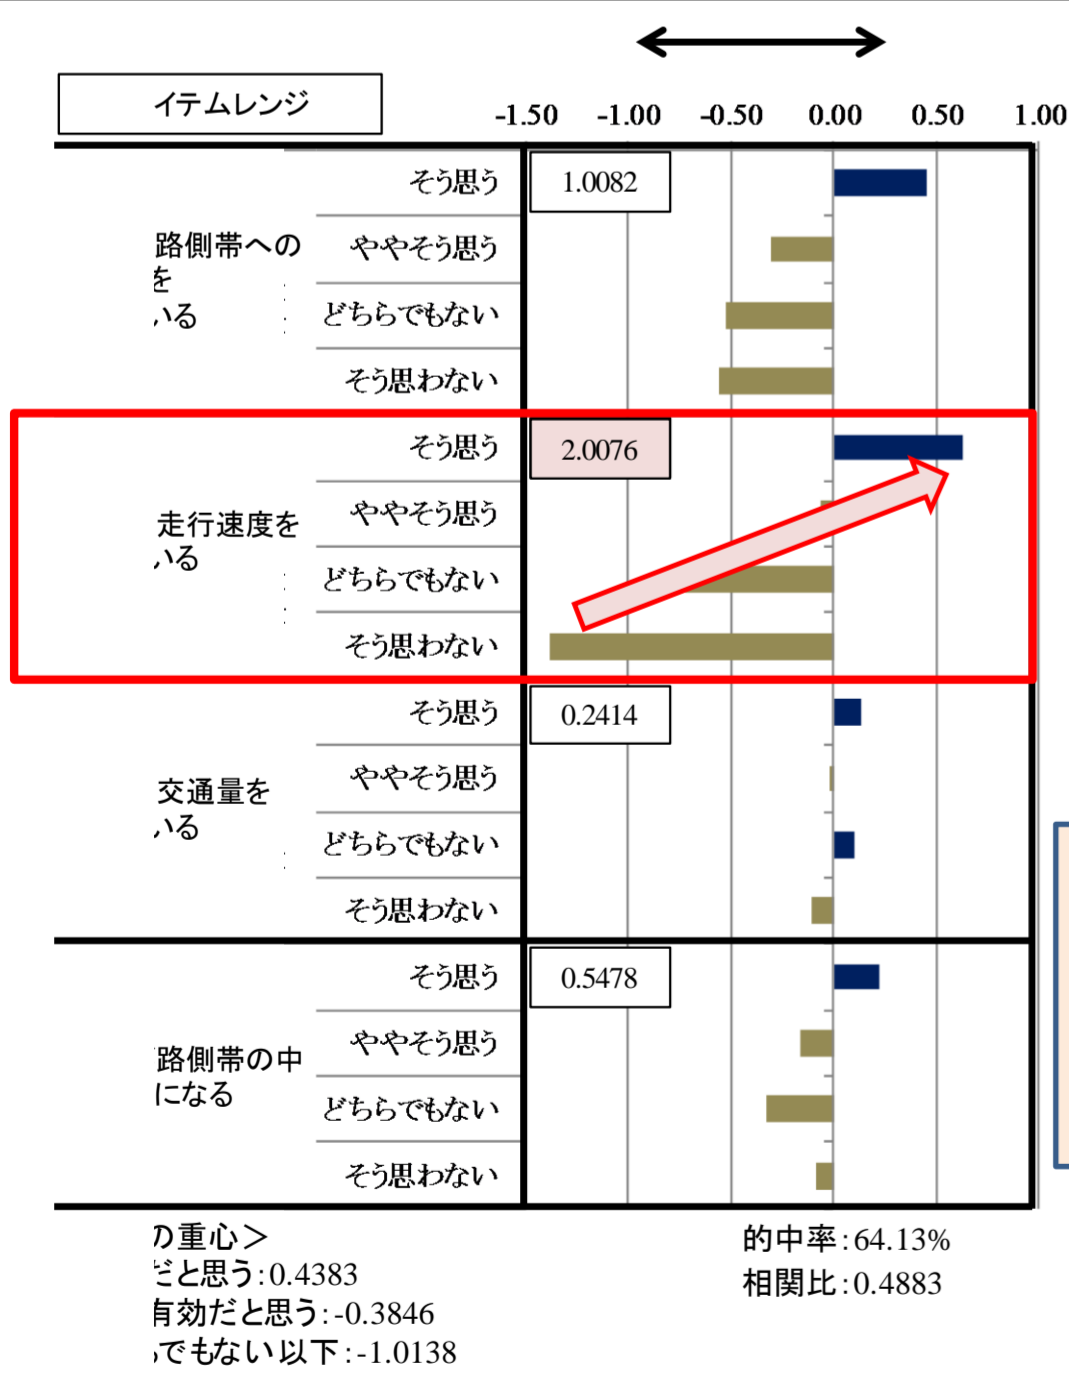 イテムレンジ
-1.50 -1.00 -0.50 0.00 0.50 1.00
そう思う 1.0082
路側帯への ややそう思う
を
いる どちらでもない
そう思わない
そう思う 2.0076
走行速度を ややそう思う
いる どちらでもない
そう思わない
そう思う 0.2414
交通量を ややそう思う
いる どちらでもない
そう思わない
そう思う 0.5478
路側帯の中 ややそう思う
になる どちらでもない
そう思わない
の重心＞
だと思う:0.4383
有効だと思う:-0.3846
でもない以下:-1.0138
的中率:64.13%
相関比:0.4883